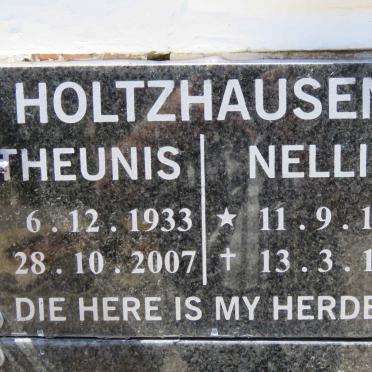 HOLTZHAUSEN
THEUNIS NELLI
6.12.1933 ★ 11.9.1
28.10.2007 † 13.3.1
DIE HERE IS MY HERDE